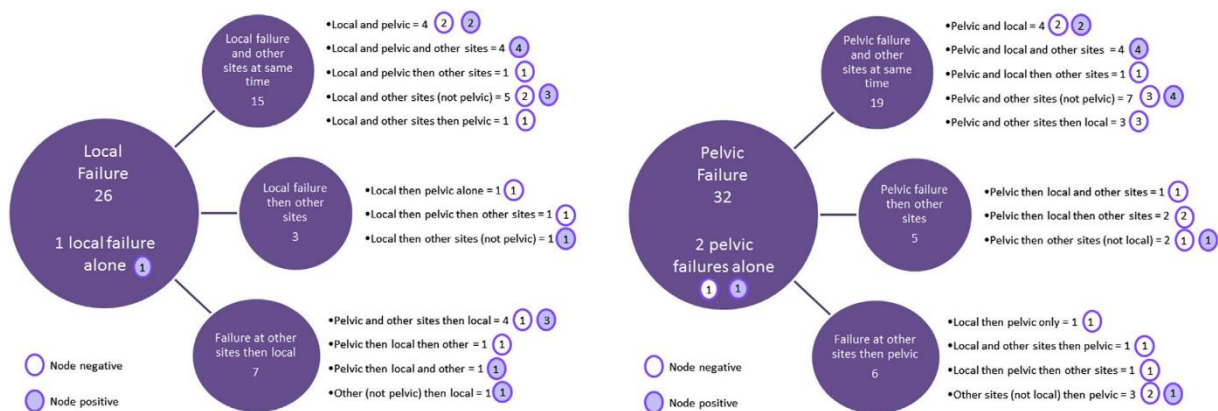 Local failure
and other
sites at same
time
15
•Local and pelvic = 4 2 2
•Local and pelvic and other sites = 4 4
•Local and pelvic then other sites = 1 1
•Local and other sites (not pelvic) = 5 2 3
•Local and other sites then pelvic = 1 1
Local
Failure
26
1 local failure
alone 1
Local failure
then other
sites
3
•Local then pelvic alone = 1 1
•Local then pelvic then other sites = 1 1
•Local then other sites (not pelvic) = 1 1
Failure at other
sites then local
7
•Pelvic and other sites then local = 4 1 3
•Pelvic then local then other = 1 1
•Pelvic then local and other = 1 1
•Other (not pelvic) then local = 1 1
Node negative
Node positive
Pelvic failure
and other
sites at same
time
19
•Pelvic and local = 4 2 2
•Pelvic and local and other sites = 4 4
•Pelvic and local then other sites = 1 1
•Pelvic and other sites (not pelvic) = 7 3 4
•Pelvic and other sites then local = 3 3
Pelvic
Failure
32
2 pelvic
failures alone
1 1
Pelvic failure
then other
sites
5
•Pelvic then local and other sites = 1 1
•Pelvic then local then other sites = 2 2
•Pelvic then other sites (not local) = 2 1 1
Failure at other
sites then pelvic
6
•Local then pelvic only = 1 1
•Local and other sites then pelvic = 1 1
•Local then pelvic then other sites = 1 1
•Other sites (not local) then pelvic = 3 2 1
Node negative
Node positive